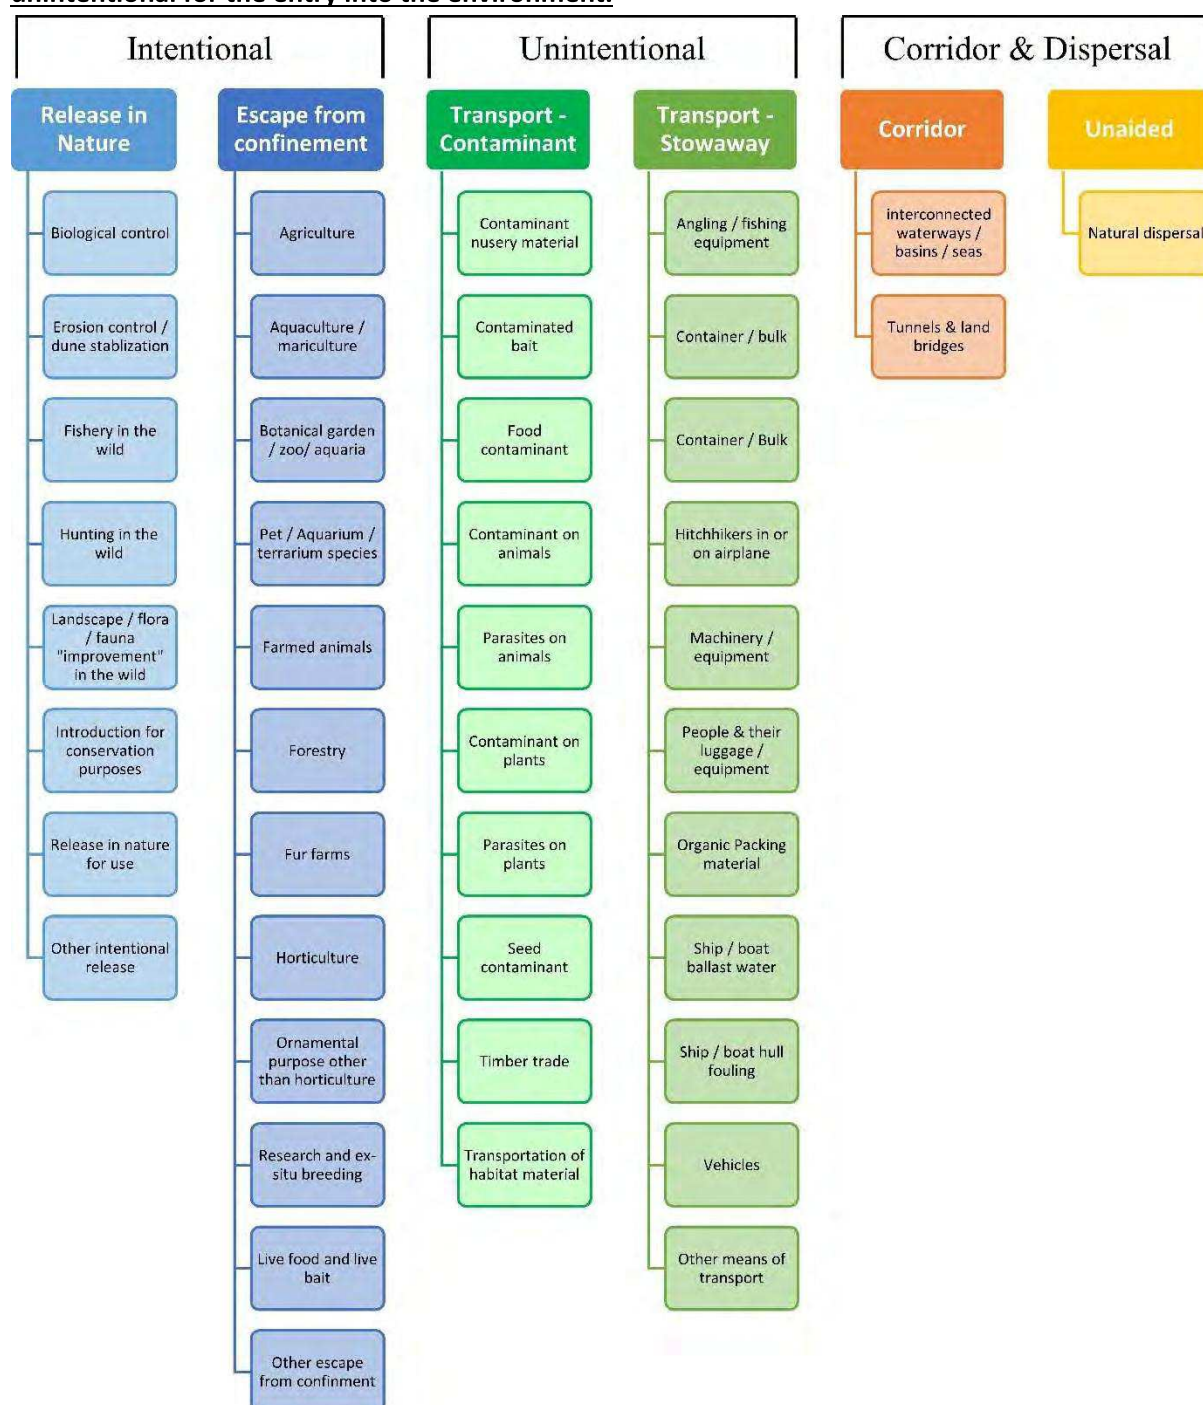 unintentional for the entry into the environment.
Intentional
Unintentional
Corridor & Dispersal
Release in
Nature
Biological control
Erosion control /
dune stablization
Fishery in the
wild
Hunting in the
wild
Landscape / flora
/ fauna
"improvement"
in the wild
Introduction for
conservation
purposes
Release in nature
for use
Other intentional
release
Escape from
confinement
Agriculture
Aquaculture /
mariculture
Botanical garden
/ zoo/ aquaria
Pet / Aquarium /
terrarium species
Farmed animals
Forestry
Fur farms
Horticulture
Ornamental
purpose other
than horticulture
Research and ex-
situ breeding
Live food and live
bait
Other escape
from confinment
Transport -
Contaminant
Contaminant
nusery material
Contaminated
bait
Food
contaminant
Contaminant on
animals
Parasites on
animals
Contaminant on
plants
Parasites on
plants
Seed
contaminant
Timber trade
Transportation of
habitat material
Transport -
Stowaway
Angling / fishing
equipment
Container / bulk
Container / Bulk
Hitchhikers in or
on airplane
Machinery /
equipment
People & their
luggage /
equipment
Organic Packing
material
Ship / boat
ballast water
Ship / boat hull
fouling
Vehicles
Other means of
transport
Corridor
interconnected
waterways /
basins / seas
Tunnels & land
bridges
Unaided
Natural dispersal